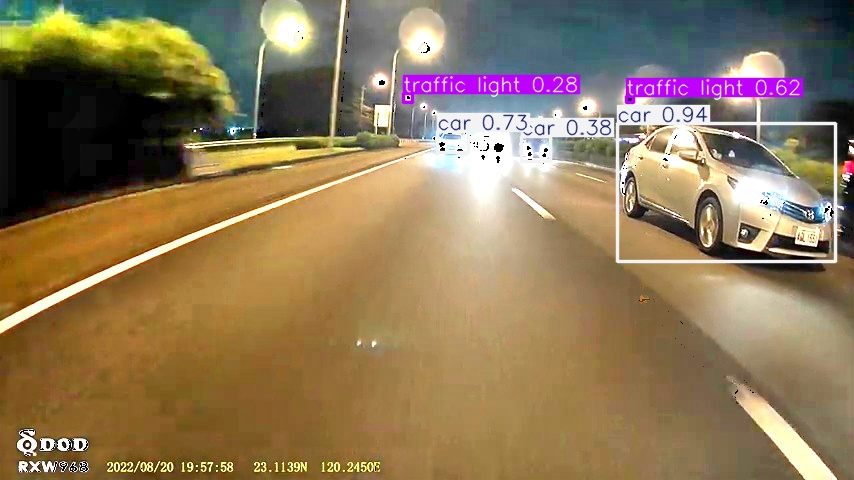 traffic light 0.28
traffic light 0.62
car 0.73
car 0.38
car 0.94
DOD
RXW968
2022/08/20 19:57:58 23.1139N 120.2450E